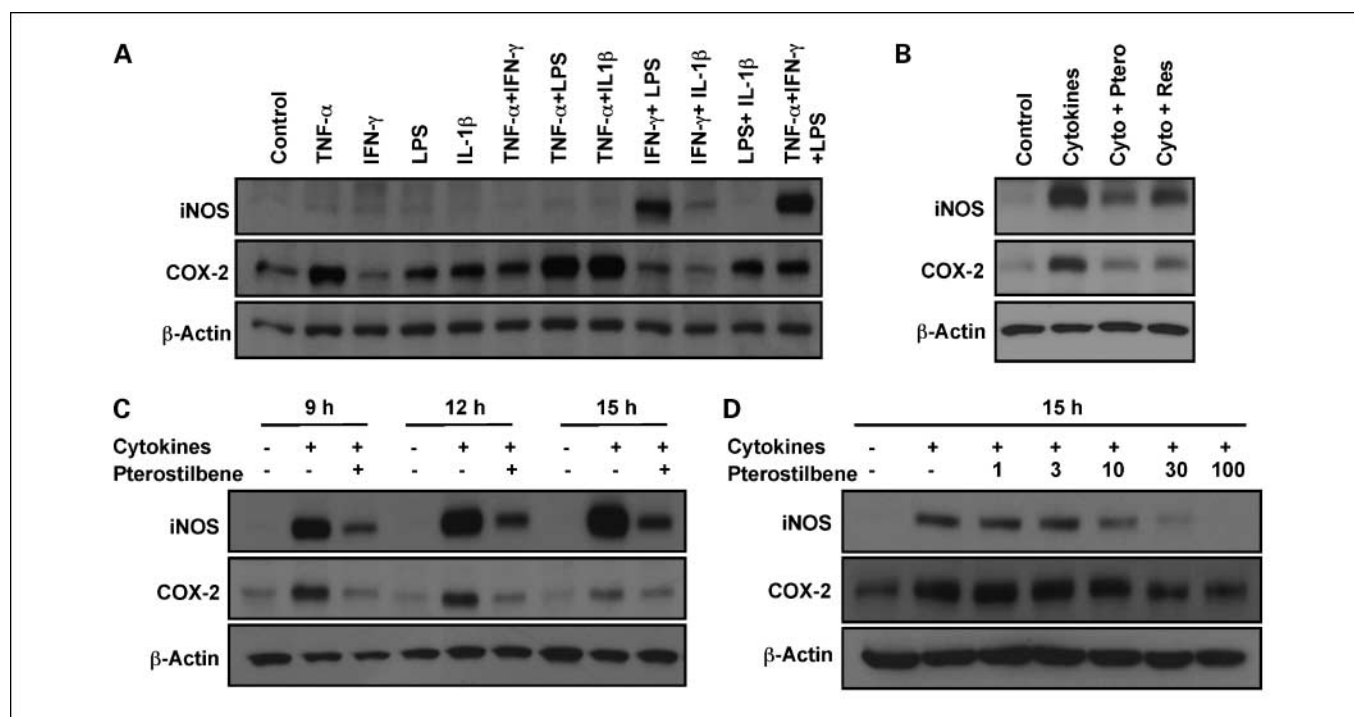 A
Control
TNF-α
IFN-γ
LPS
IL-1β
TNF-α+IFN-γ
TNF-α+LPS
TNF-α+IL1β
IFN-γ+ LPS
IFN-γ+ IL-1β
LPS+ IL-1β
TNF-α+IFN-γ
+LPS
iNOS
COX-2
β-Actin
B
Control
Cytokines
Cyto + Ptero
Cyto + Res
iNOS
COX-2
β-Actin
C
9 h 12 h 15 h
Cytokines - + + - + + - + +
Pterostilbene - - + - - + - - +
iNOS
COX-2
β-Actin
D
15 h
Cytokines - + + + + + +
Pterostilbene - - 1 3 10 30 100
iNOS
COX-2
β-Actin